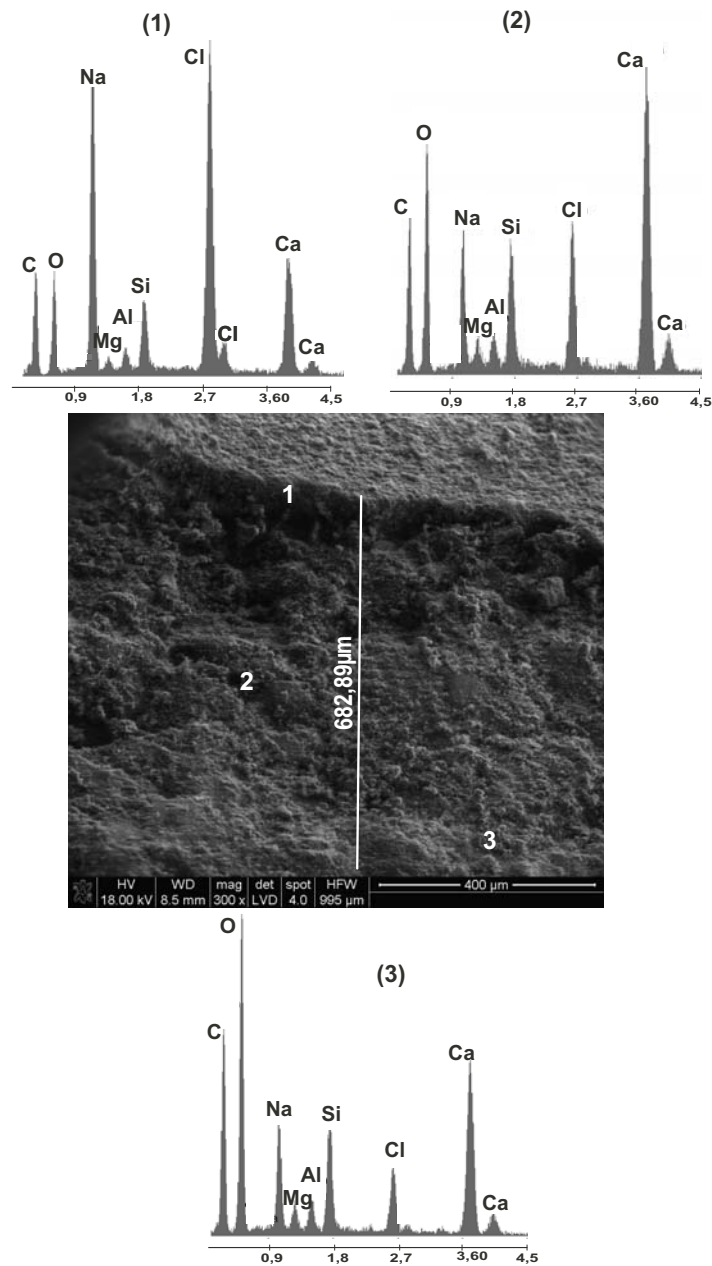 (1)
Cl
Na
Ca
C O
Si
Al
Mg
Cl
Ca
0,9 1,8 2,7 3,60 4,5
(2)
Ca
O
C
Na
Si
Cl
Al
Mg
Ca
0,9 1,8 2,7 3,60 4,5
1
2
682,89µm
3
HV WD mag det spot HFW
18.00 kV 8.5 mm 300 x LVD 4.0 995 µm
400 µm
(3)
O
C
Ca
Na
Si
Cl
Al
Mg
Ca
0,9 1,8 2,7 3,60 4,5